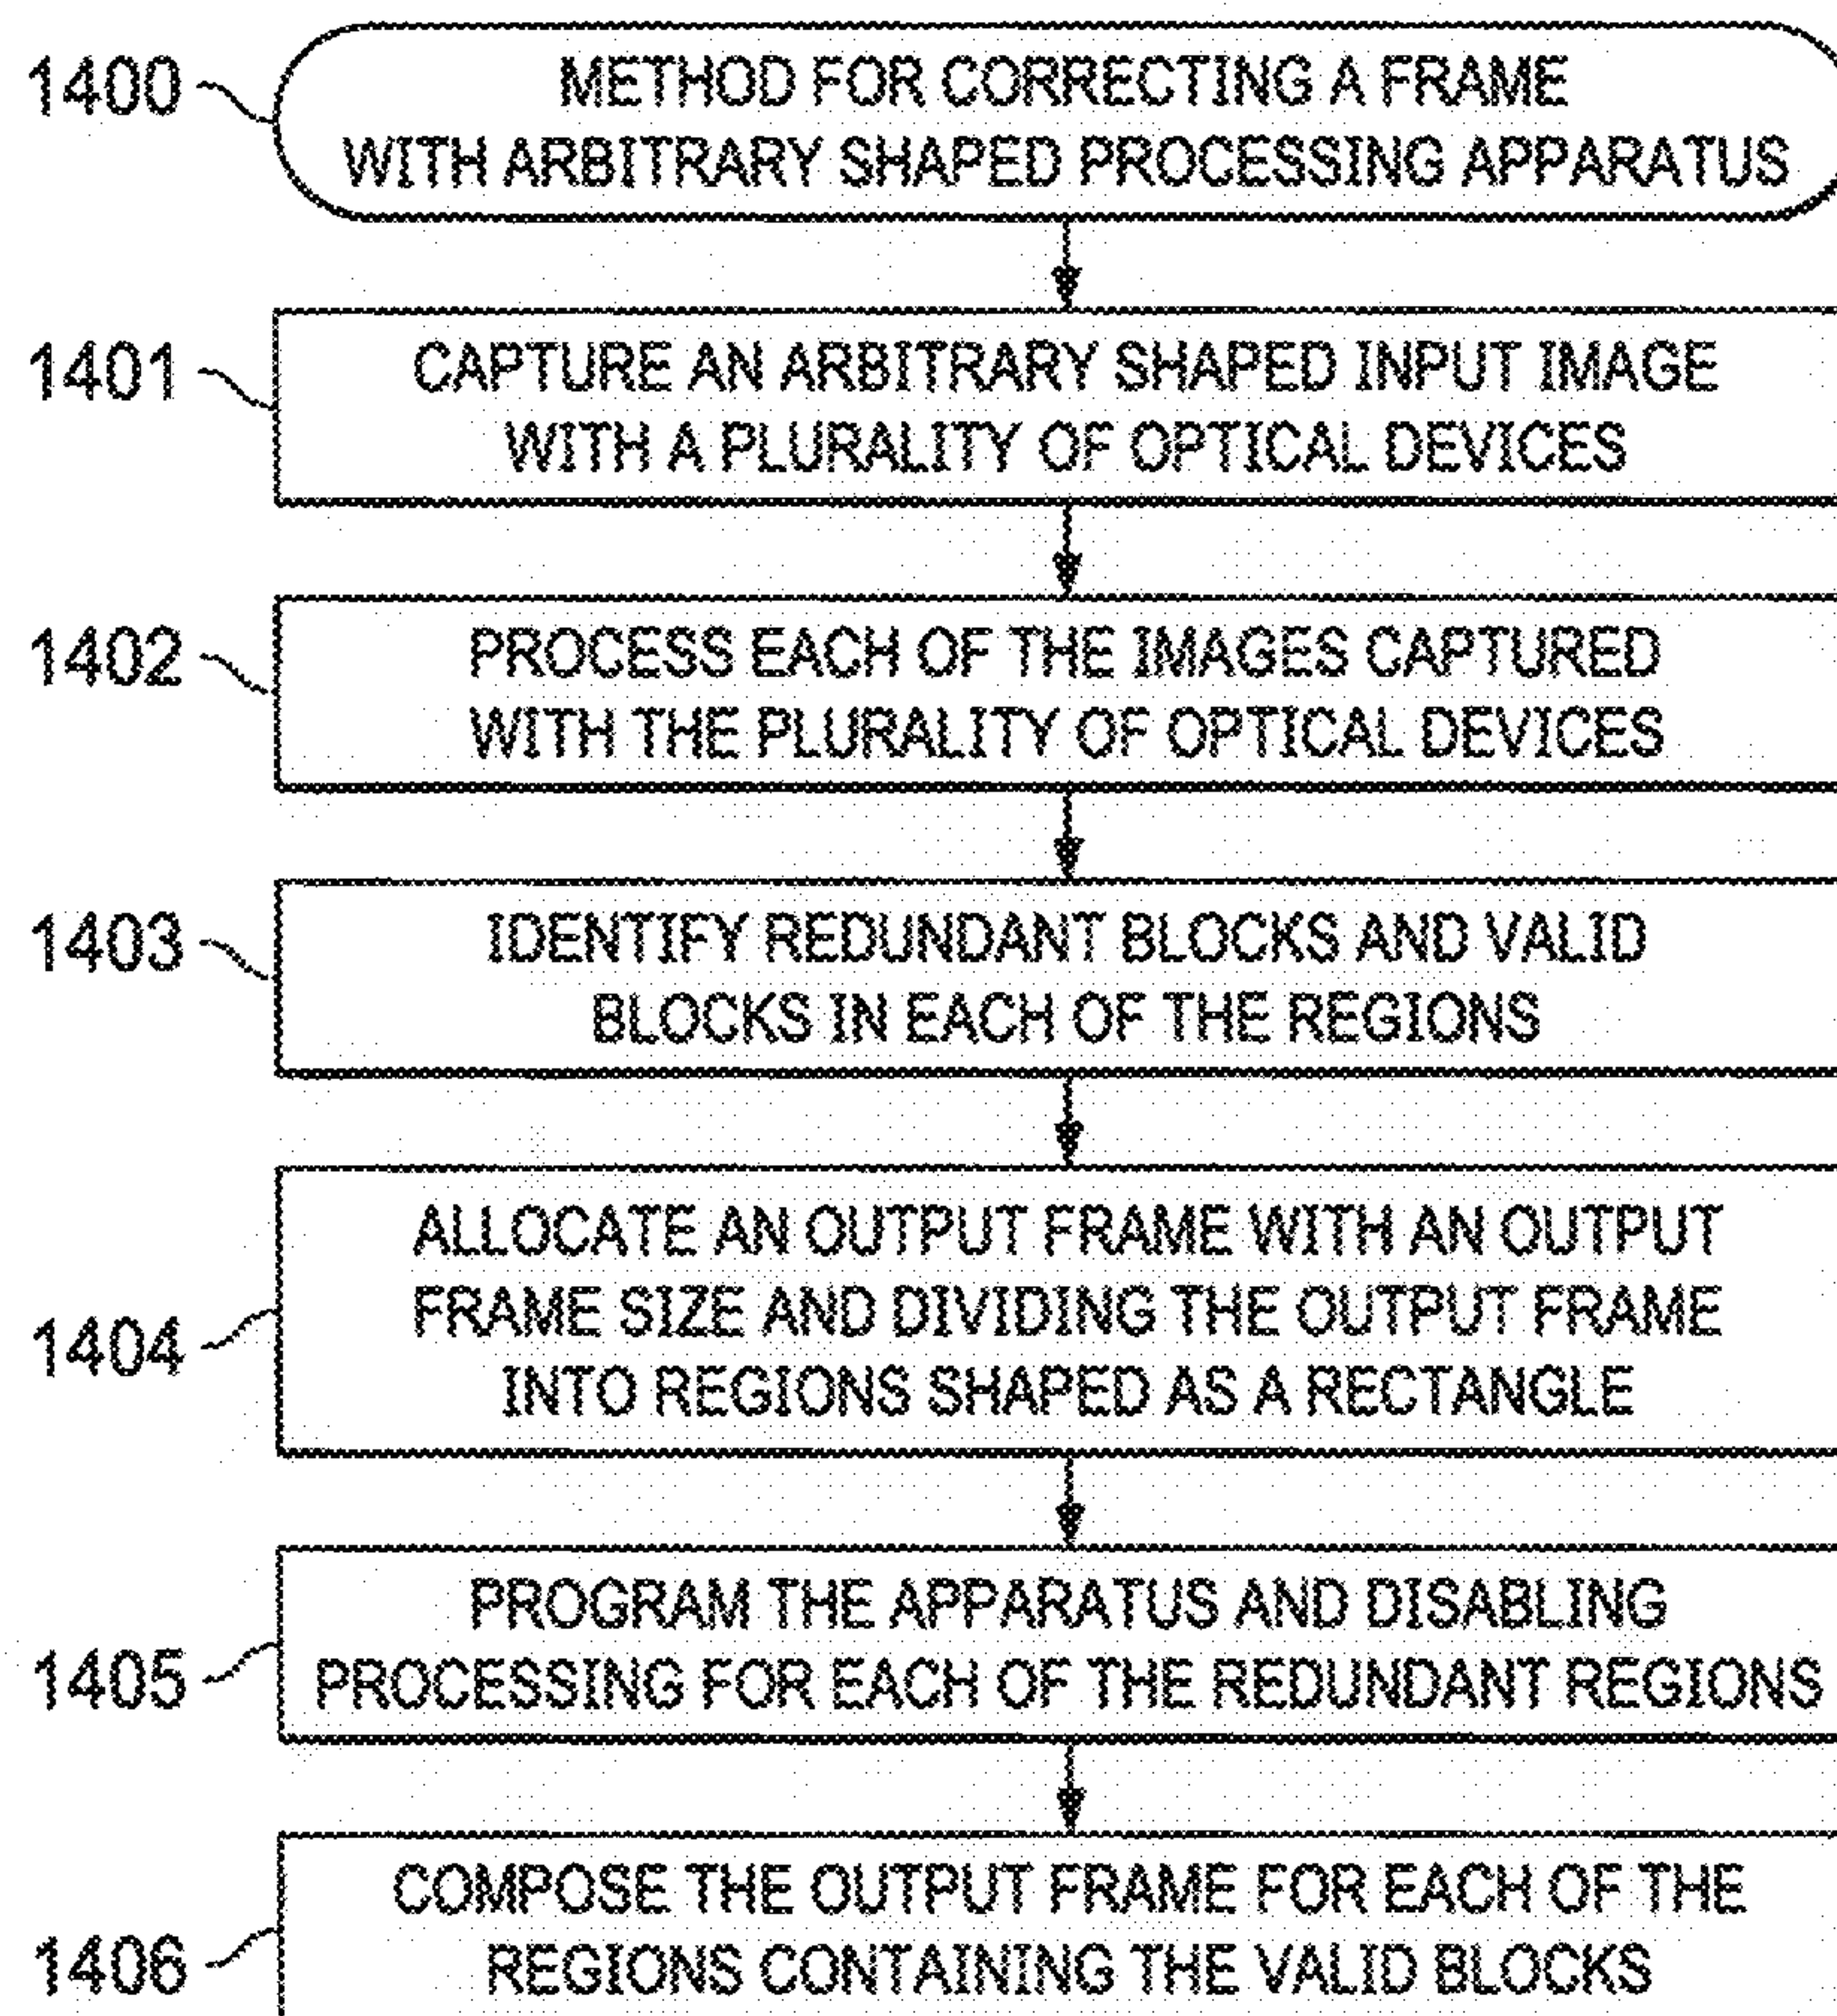 1400
METHOD FOR CORRECTING A FRAME
WITH ARBITRARY SHAPED PROCESSING APPARATUS
1401
CAPTURE AN ARBITRARY SHAPED INPUT IMAGE
WITH A PLURALITY OF OPTICAL DEVICES
1402
PROCESS EACH OF THE IMAGES CAPTURED
WITH THE PLURALITY OF OPTICAL DEVICES
1403
IDENTIFY REDUNDANT BLOCKS AND VALID
BLOCKS IN EACH OF THE REGIONS
1404
ALLOCATE AN OUTPUT FRAME WITH AN OUTPUT
FRAME SIZE AND DIVIDING THE OUTPUT FRAME
INTO REGIONS SHAPED AS A RECTANGLE
1405
PROGRAM THE APPARATUS AND DISABLING
PROCESSING FOR EACH OF THE REDUNDANT REGIONS
1406
COMPOSE THE OUTPUT FRAME FOR EACH OF THE
REGIONS CONTAINING THE VALID BLOCKS